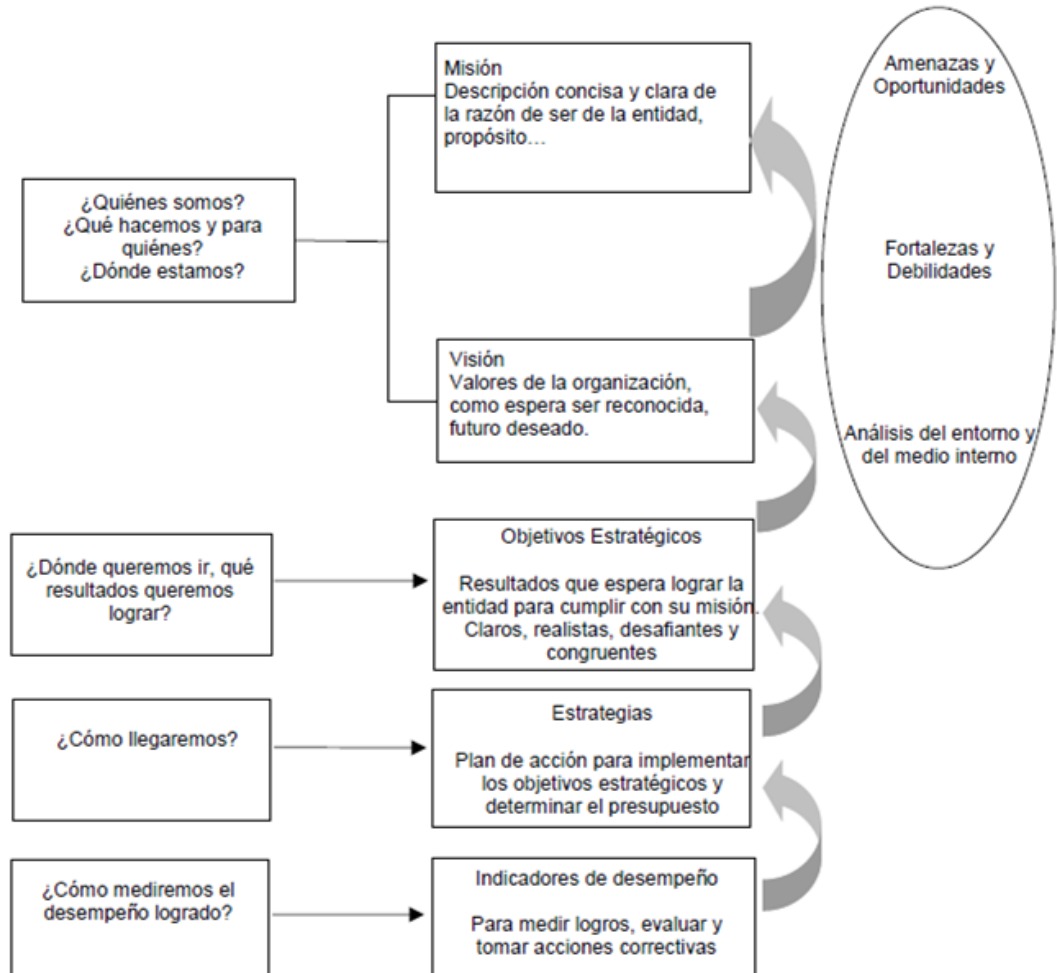 Misión
Descripción concisa y clara de
la razón de ser de la entidad,
propósito…
Amenazas y
Oportunidades
¿Quiénes somos?
¿Qué hacemos y para
quiénes?
¿Dónde estamos?
Fortalezas y
Debilidades
Visión
Valores de la organización,
como espera ser reconocida,
futuro deseado.
Análisis del entorno y
del medio interno
¿Dónde queremos ir, qué
resultados queremos
lograr?
Objetivos Estratégicos
Resultados que espera lograr la
entidad para cumplir con su misión.
Claros, realistas, desafiantes y
congruentes
¿Cómo llegaremos?
Estrategias
Plan de acción para implementar
los objetivos estratégicos y
determinar el presupuesto
¿Cómo mediremos el
desempeño logrado?
Indicadores de desempeño
Para medir logros, evaluar y
tomar acciones correctivas